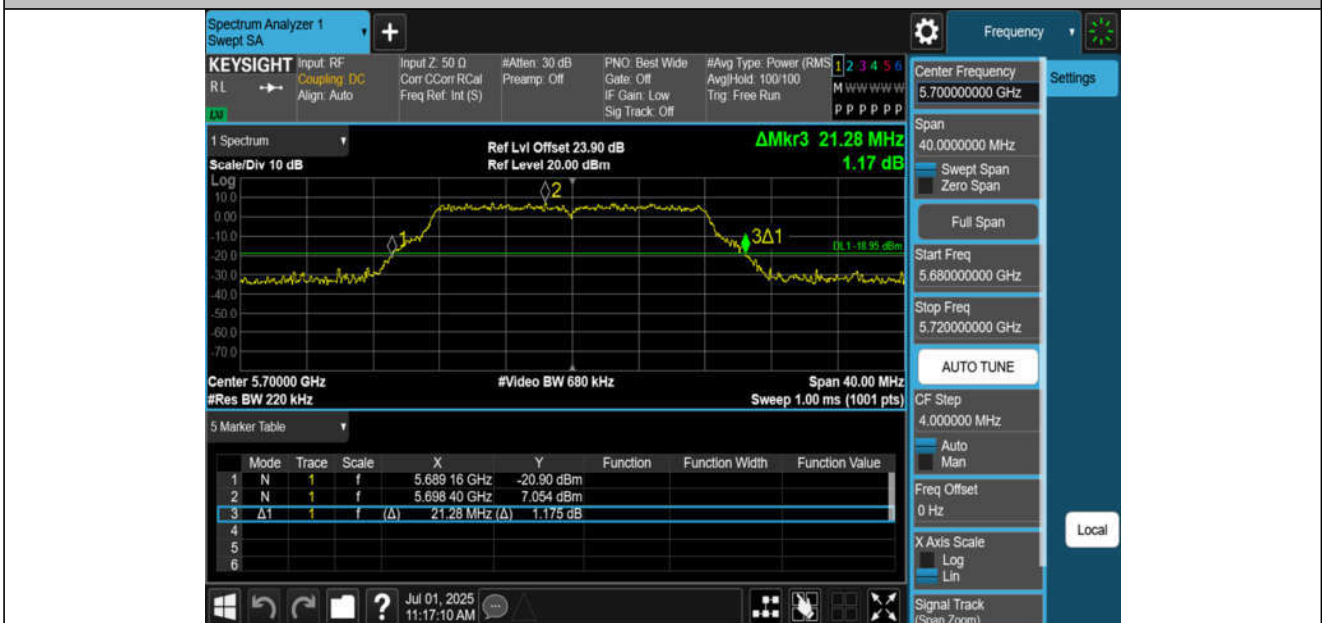 Spectrum Analyzer 1
Swept SA
+
Frequency
KEYSIGHT
Input: RF
Coupling: DC
Align: Auto
Input Z: 50 Ω
Corr CCorr RCal
Freq Ref: Int (S)
#Atten: 30 dB
Preamp: Off
PNO: Best Wide
Gate: Off
IF Gain: Low
Sig Track: Off
#Avg Type: Power (RMS
Avg|Hold: 100/100
Trig: Free Run
1 2 3 4 5 6
M W W W W W
P P P P P P
RL
Center Frequency
5.700000000 GHz
Settings
Span
40.0000000 MHz
Swept Span
Zero Span
Full Span
Start Freq
5.680000000 GHz
Stop Freq
5.720000000 GHz
AUTO TUNE
CF Step
4.000000 MHz
Auto
Man
Freq Offset
0 Hz
X Axis Scale
Log
Lin
Signal Track
(Span Zoom)
Local
1 Spectrum
Scale/Div 10 dB
Log
Ref Lvl Offset 23.90 dB
Ref Level 20.00 dBm
ΔMkr3 21.28 MHz
1.17 dB
10.0
0.00
-10.0
-20.0
-30.0
-40.0
-50.0
-60.0
-70.0
1
2
3Δ1
DL1 -18.95 dBm
Center 5.70000 GHz
#Res BW 220 kHz
#Video BW 680 kHz
Span 40.00 MHz
Sweep 1.00 ms (1001 pts)
5 Marker Table
Mode Trace Scale X Y Function Function Width Function Value
1 N 1 f 5.689 16 GHz -20.90 dBm
2 N 1 f 5.698 40 GHz 7.054 dBm
3 Δ1 1 f (Δ) 21.28 MHz (Δ) 1.175 dB
4
5
6
?
Jul 01, 2025
11:17:10 AM